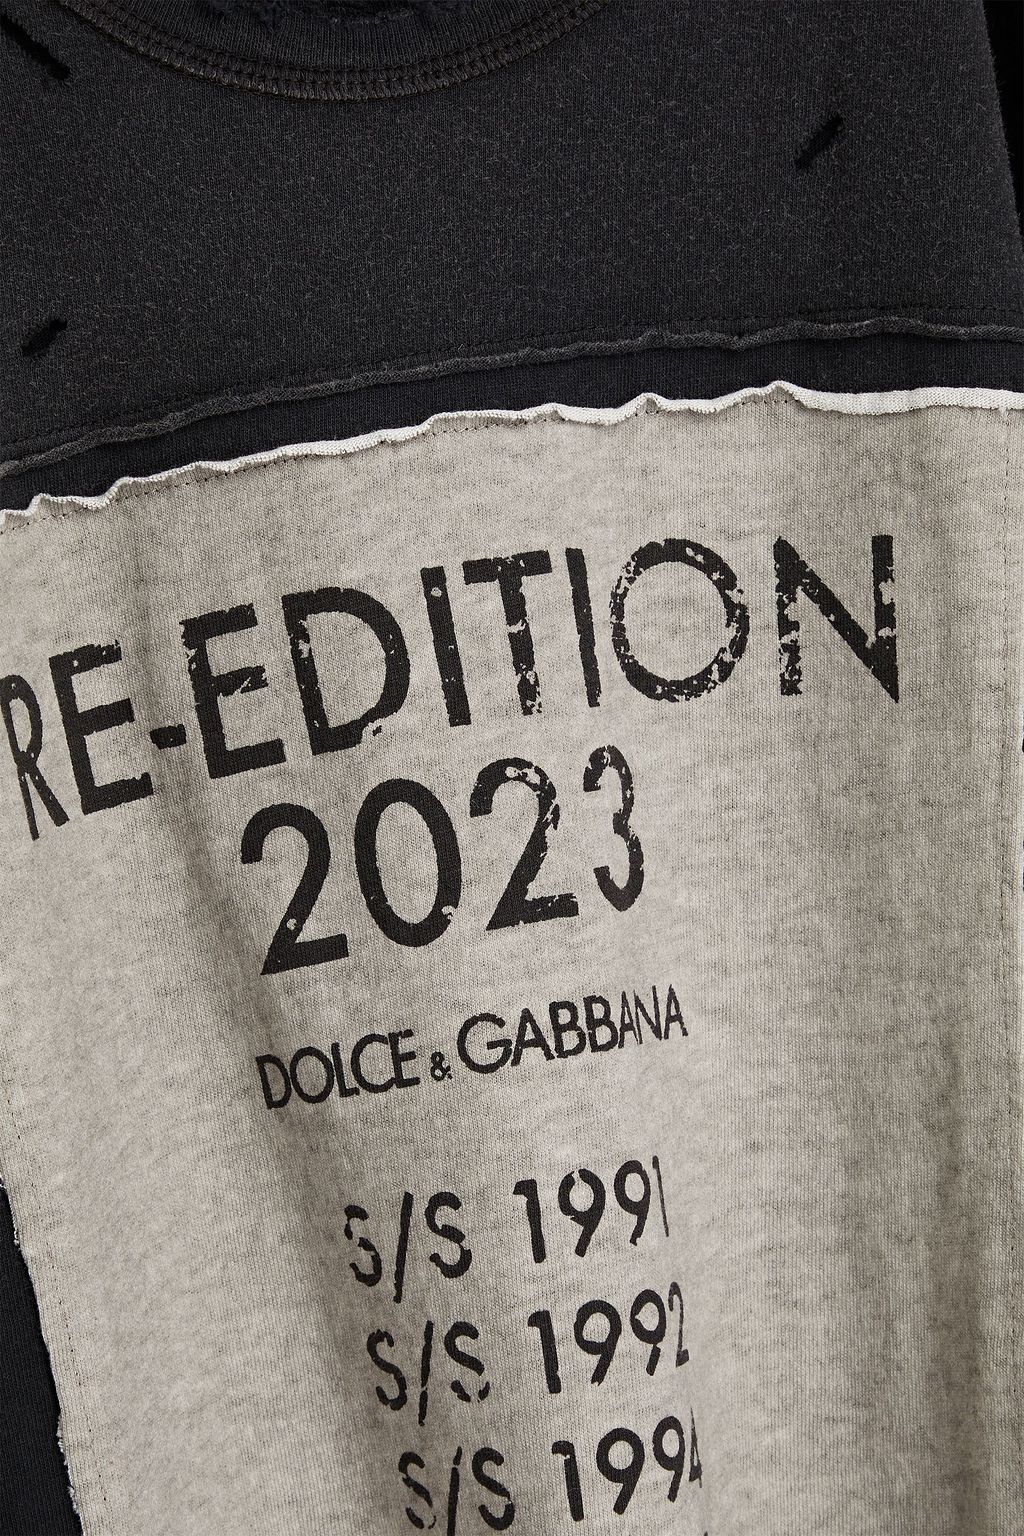 RE-EDITION
2023
DOLCE & GABBANA
S/S 1991
S/S 1992
S/S 1994